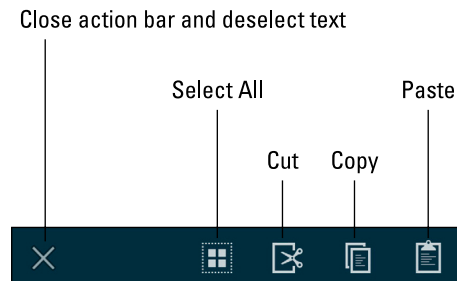 Close action bar and deselect text
Select All
Paste
Cut
Copy